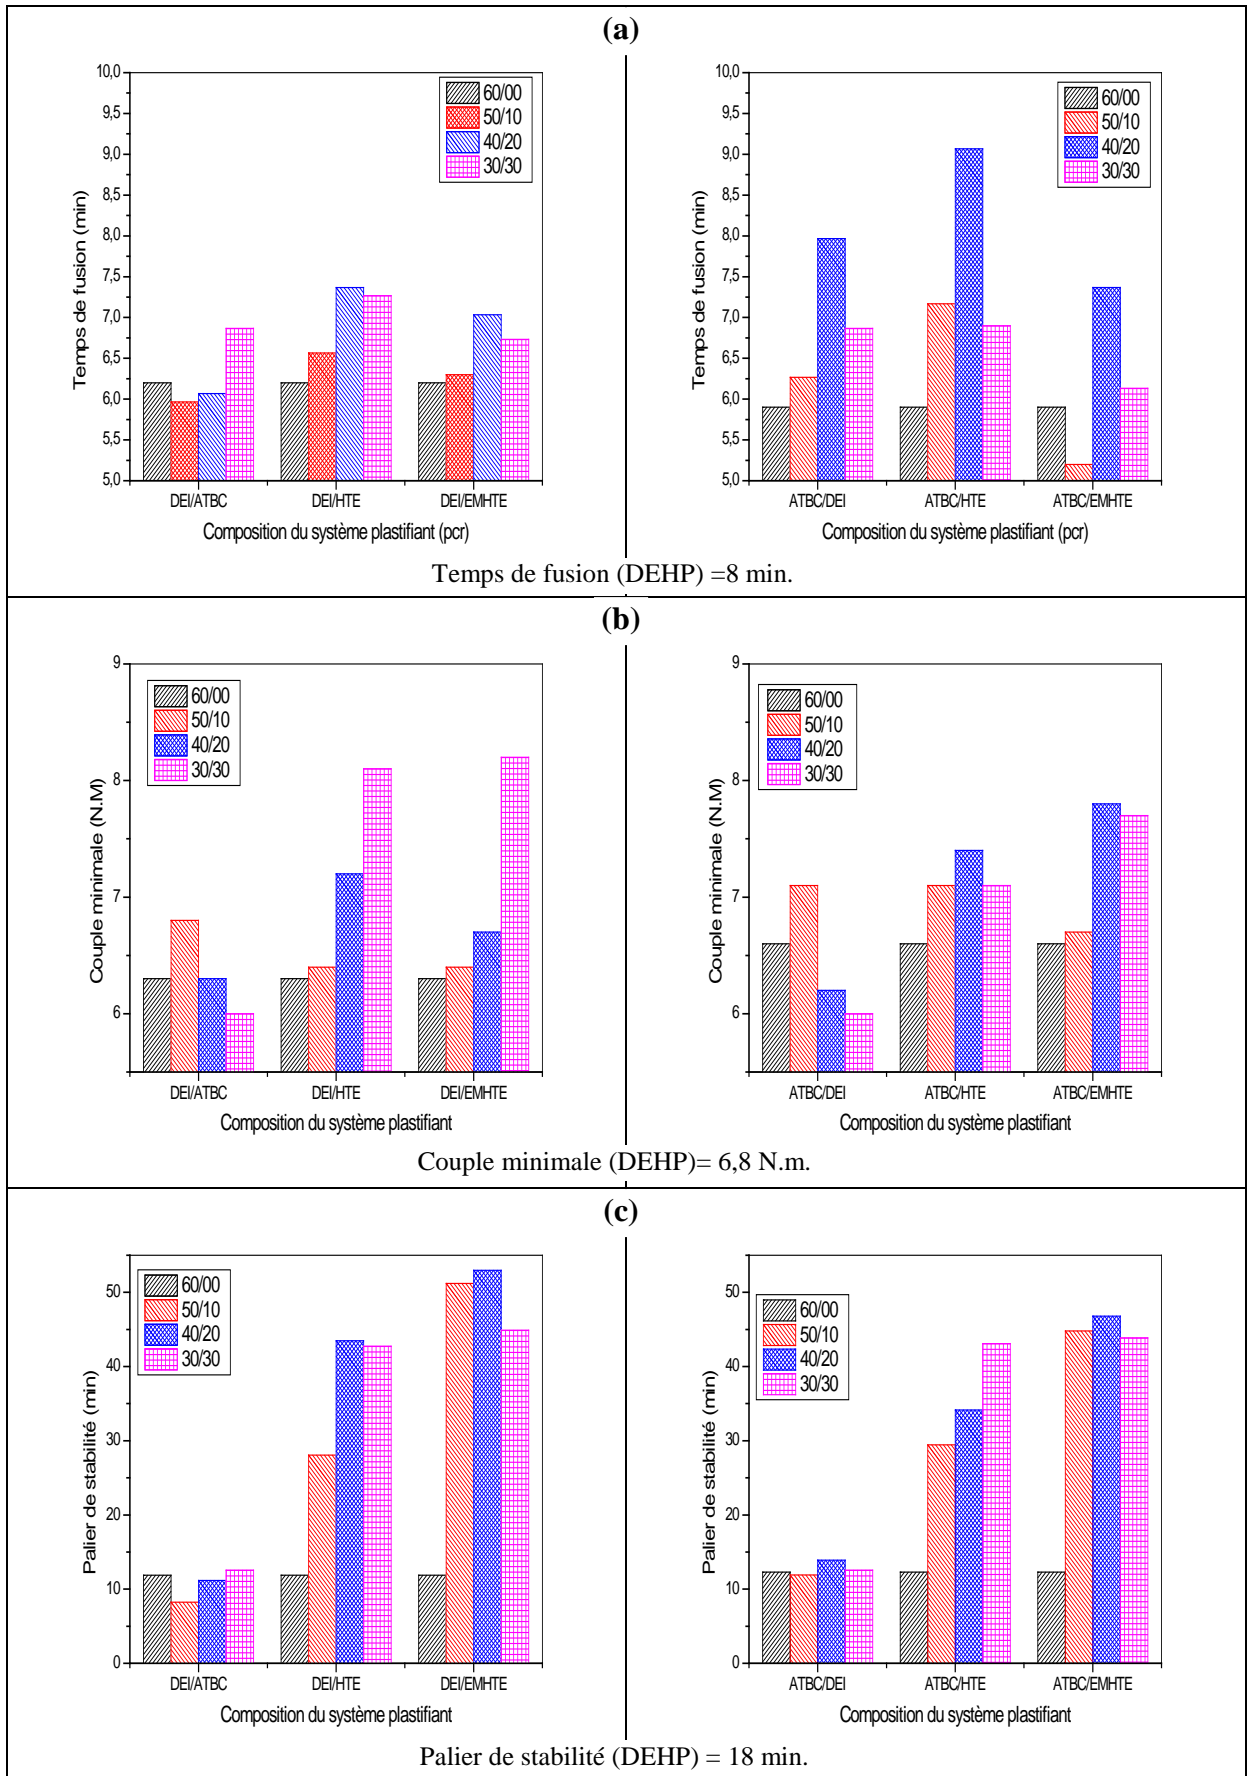 (a)
10,0
9,5
9,0
8,5
8,0
7,5
7,0
6,5
6,0
5,5
5,0
Temps de fusion (min)
60/00
50/10
40/20
30/30
DEI/ATBC
DEI/HTE
DEI/EMHTE
Composition du système plastifiant (pcr)
10,0
9,5
9,0
8,5
8,0
7,5
7,0
6,5
6,0
5,5
5,0
Temps de fusion (min)
60/00
50/10
40/20
30/30
ATBC/DEI
ATBC/HTE
ATBC/EMHTE
Composition du système plastifiant (pcr)
Temps de fusion (DEHP) =8 min.
(b)
9
8
7
6
Couple minimale (N.M)
60/00
50/10
40/20
30/30
DEI/ATBC
DEI/HTE
DEI/EMHTE
Composition du système plastifiant
9
8
7
6
Couple minimale (N.M)
60/00
50/10
40/20
30/30
ATBC/DEI
ATBC/HTE
ATBC/EMHTE
Composition du système plastifiant
Couple minimale (DEHP)= 6,8 N.m.
(c)
50
40
30
20
10
0
Palier de stabilité (min)
60/00
50/10
40/20
30/30
DEI/ATBC
DEI/HTE
DEI/EMHTE
Composition du système plastifiant
50
40
30
20
10
0
Palier de stabilité (min)
60/00
50/10
40/20
30/30
ATBC/DEI
ATBC/HTE
ATBC/EMHTE
Composition du système plastifiant
Palier de stabilité (DEHP) = 18 min.